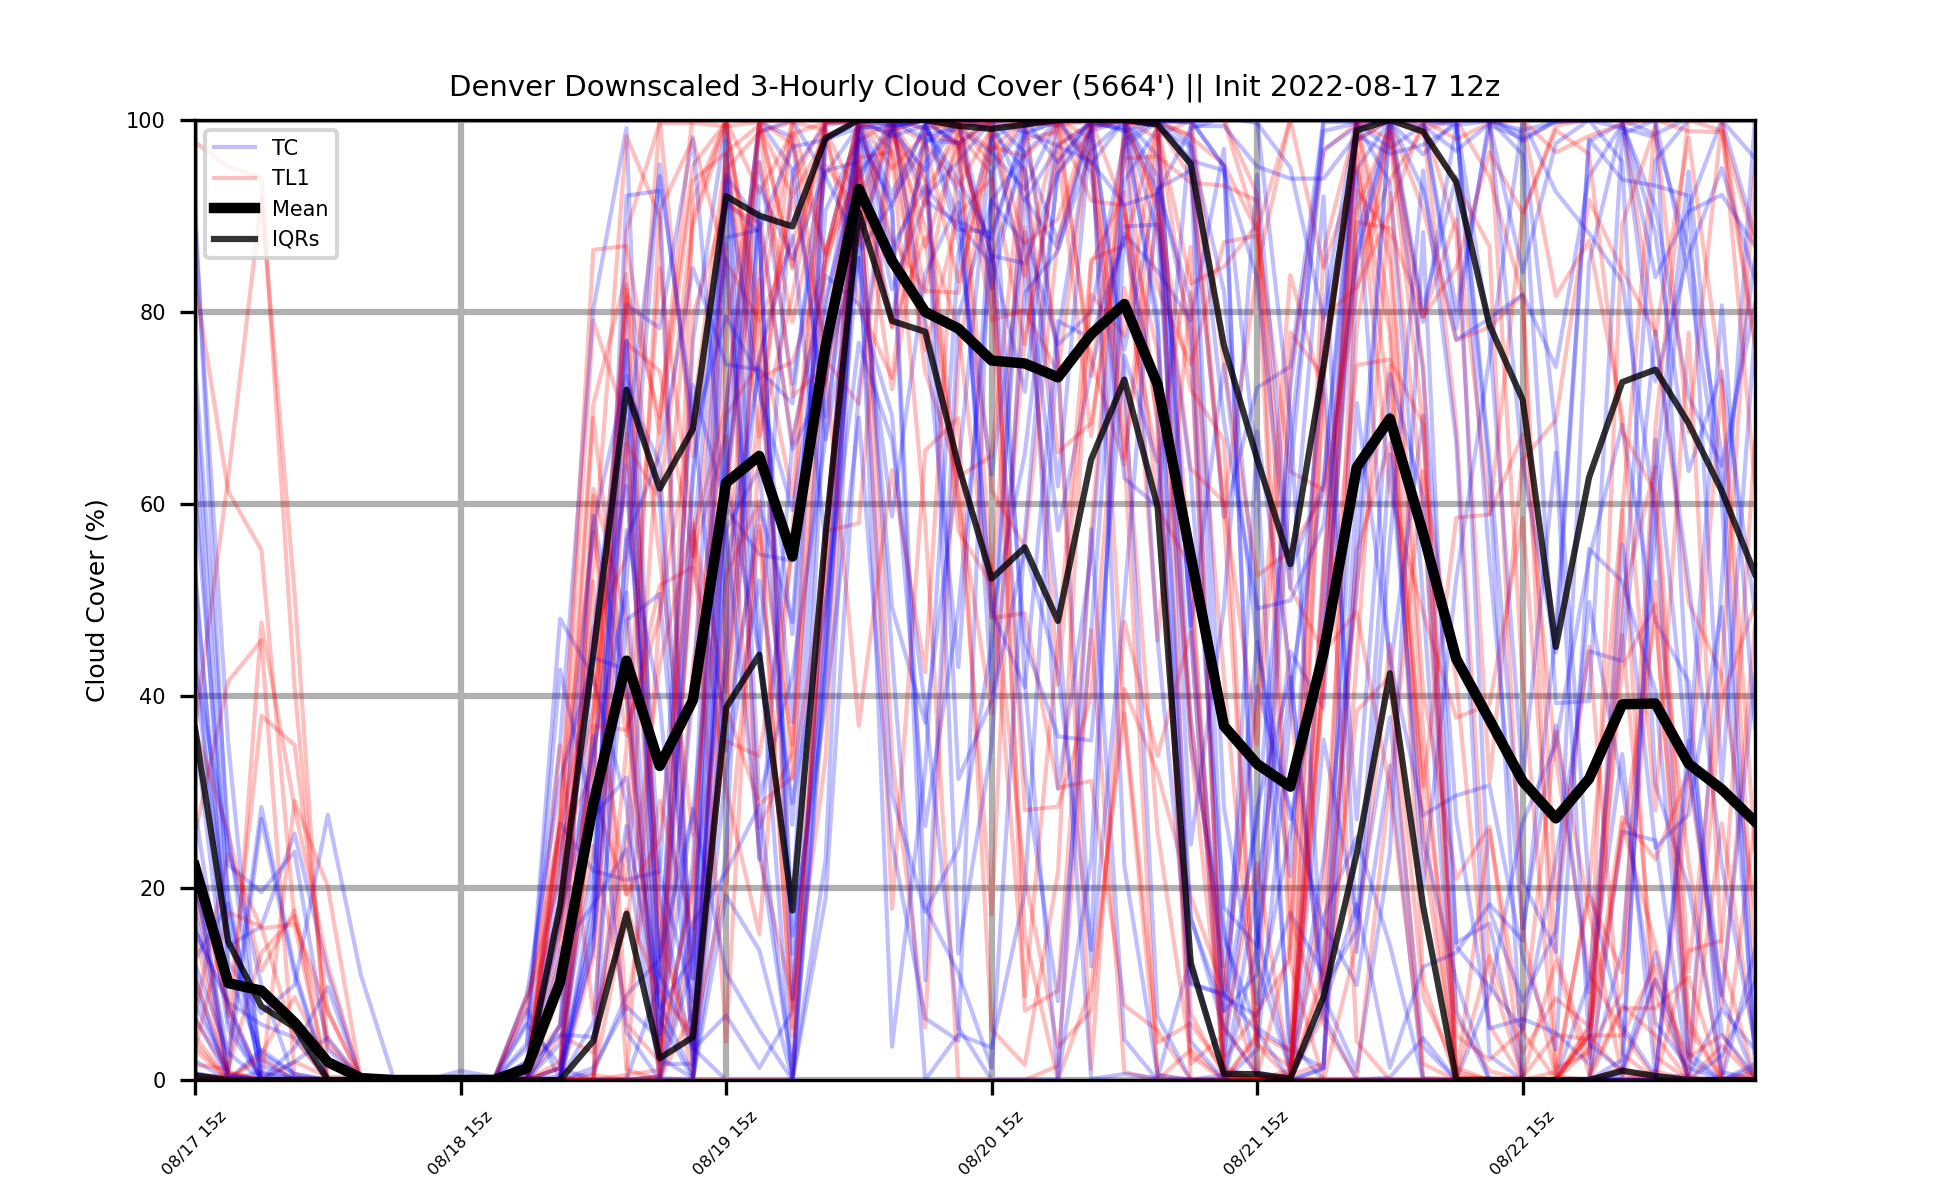 Denver Downscaled 3-Hourly Cloud Cover (5664') || Init 2022-08-17 12z
100
TC
TL1
Mean
IQRs
80
60
Cloud Cover (%)
40
20
0
08/17 15z
08/18 15z
08/19 15z
08/20 15z
08/21 15z
08/22 15z